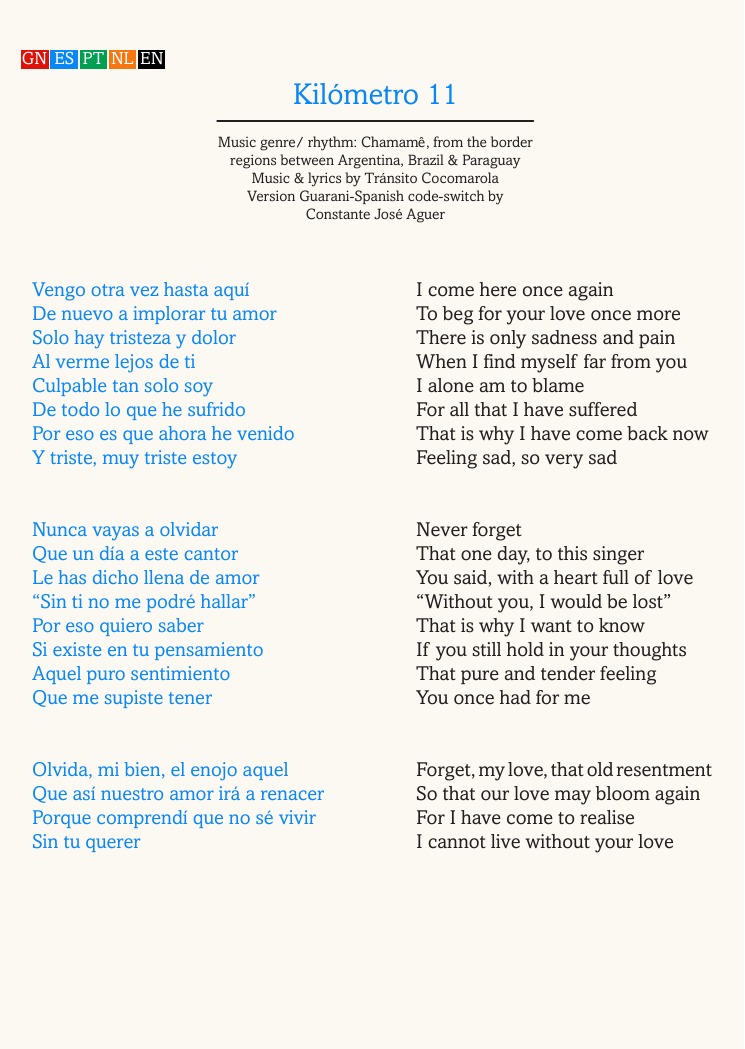 GN ES PT NL EN
Kilómetro 11
Music genre/ rhythm: Chamamê, from the border
regions between Argentina, Brazil & Paraguay
Music & lyrics by Tránsito Cocomarola
Version Guarani-Spanish code-switch by
Constante José Aguer
Vengo otra vez hasta aquí
De nuevo a implorar tu amor
Solo hay tristeza y dolor
Al verme lejos de ti
Culpable tan solo soy
De todo lo que he sufrido
Por eso es que ahora he venido
Y triste, muy triste estoy
Nunca vayas a olvidar
Que un día a este cantor
Le has dicho llena de amor
“Sin ti no me podré hallar”
Por eso quiero saber
Si existe en tu pensamiento
Aquel puro sentimiento
Que me supiste tener
Olvida, mi bien, el enojo aquel
Que así nuestro amor irá a renacer
Porque comprendí que no sé vivir
Sin tu querer
I come here once again
To beg for your love once more
There is only sadness and pain
When I find myself far from you
I alone am to blame
For all that I have suffered
That is why I have come back now
Feeling sad, so very sad
Never forget
That one day, to this singer
You said, with a heart full of love
“Without you, I would be lost”
That is why I want to know
If you still hold in your thoughts
That pure and tender feeling
You once had for me
Forget, my love, that old resentment
So that our love may bloom again
For I have come to realise
I cannot live without your love